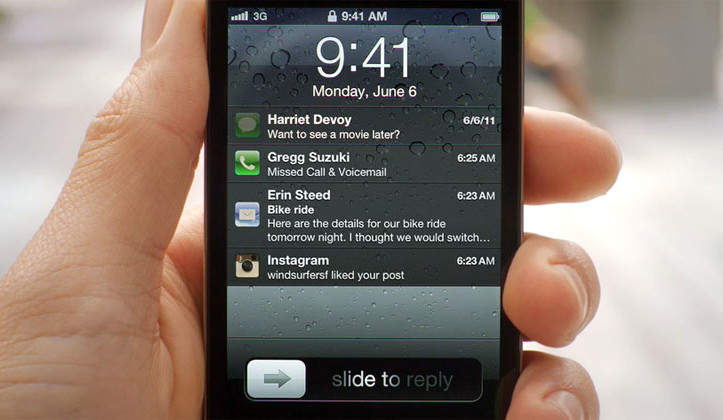 3G 9:41 AM
9:41
Monday, June 6
Harriet Devoy 6/6/11
Want to see a movie later?
Gregg Suzuki 6:25 AM
Missed Call & Voicemail
Erin Steed 6:23 AM
Bike ride
Here are the details for our bike ride
tomorrow night. I thought we would switch…
Instagram 6:23 AM
windsurfersf liked your post
slide to reply